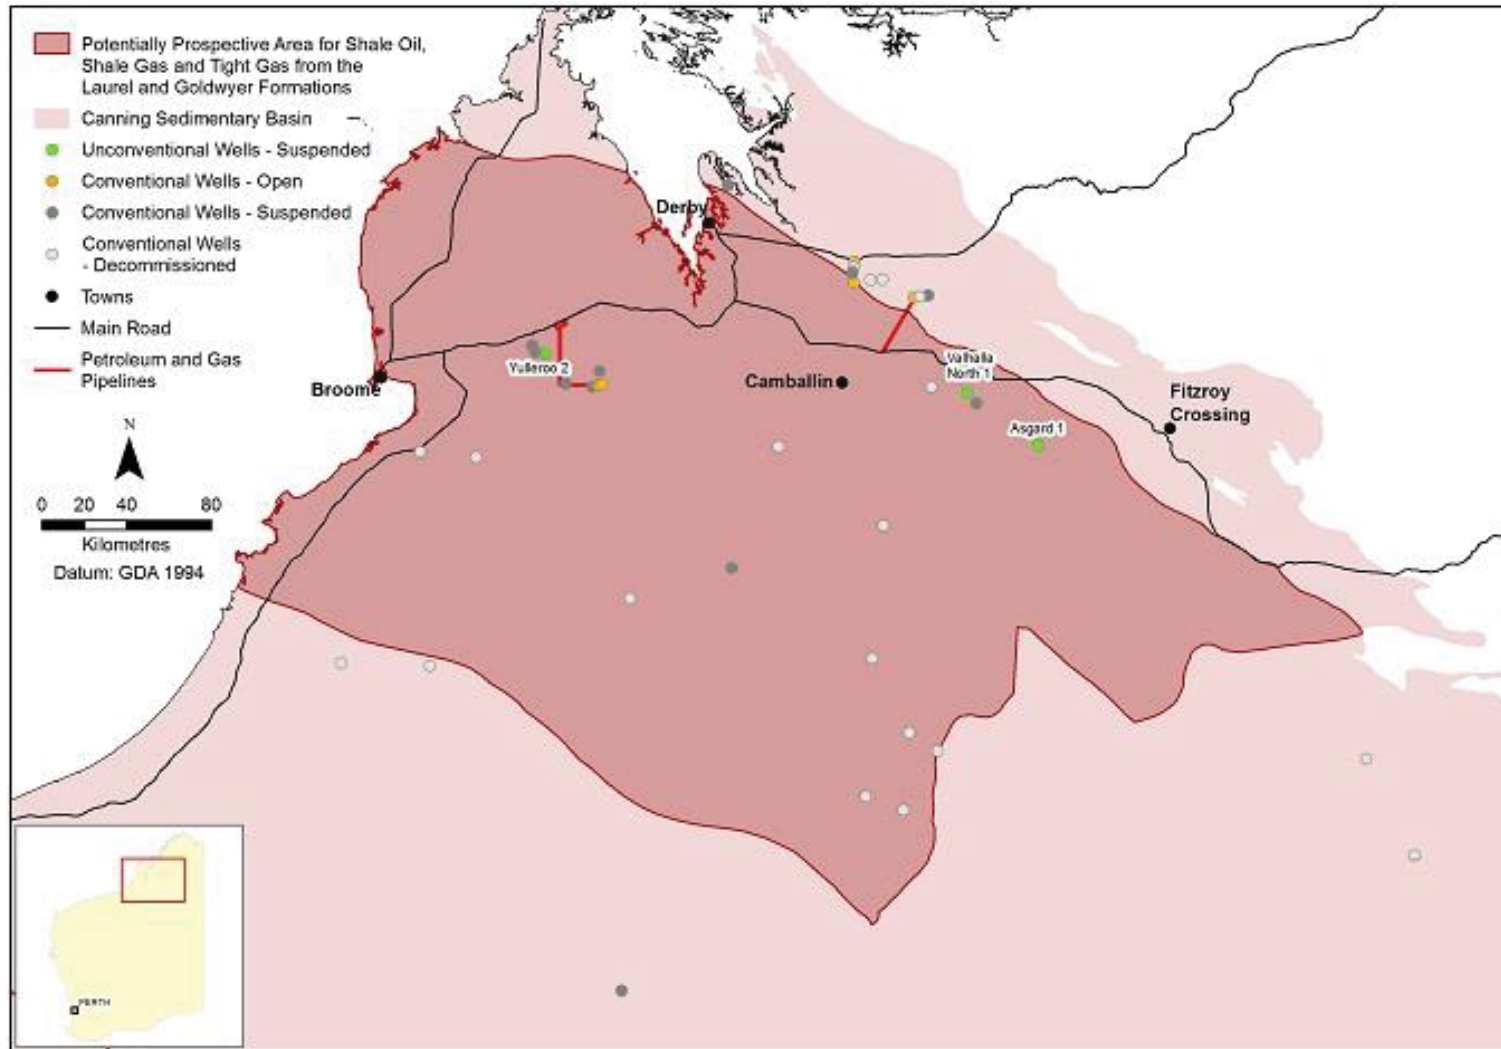 Potentially Prospective Area for Shale Oil,
Shale Gas and Tight Gas from the
Laurel and Goldwyer Formations
Canning Sedimentary Basin
Unconventional Wells - Suspended
Conventional Wells - Open
Conventional Wells - Suspended
Conventional Wells
- Decommissioned
Towns
Main Road
Petroleum and Gas
Pipelines
N
0 20 40 80
Kilometres
Datum: GDA 1994
Derby
Broome
Yulleroo 2
Camballin
Valhalla
North 1
Asgard 1
Fitzroy
Crossing
PERTH